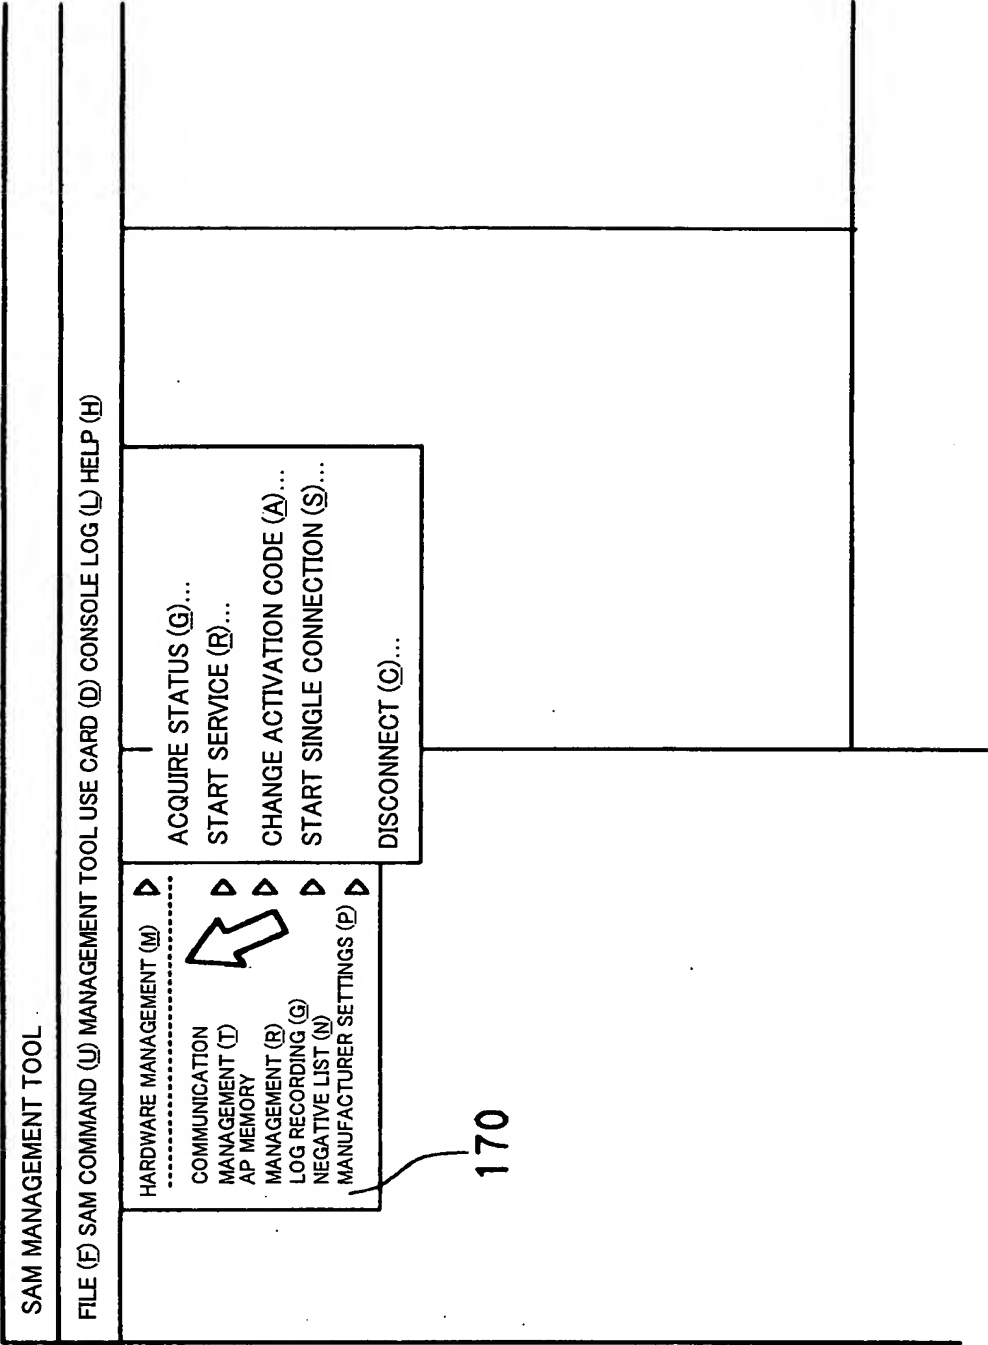 SAM MANAGEMENT TOOL
FILE (F) SAM COMMAND (U) MANAGEMENT TOOL USE CARD (D) CONSOLE LOG (L) HELP (H)
HARDWARE MANAGEMENT (M)
COMMUNICATION
MANAGEMENT (T)
AP MEMORY
MANAGEMENT (R)
LOG RECORDING (G)
NEGATIVE LIST (N)
MANUFACTURER SETTINGS (P)
ACQUIRE STATUS (G)...
START SERVICE (R)...
CHANGE ACTIVATION CODE (A)...
START SINGLE CONNECTION (S)...
DISCONNECT (C)...
170